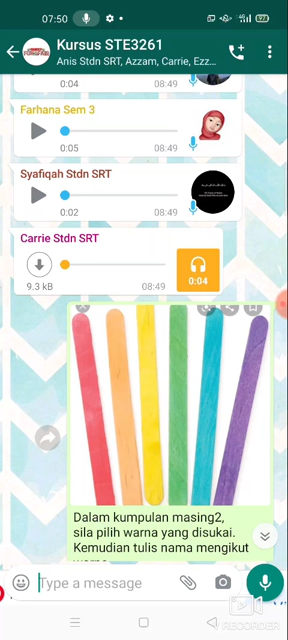 07:50
Kursus STE3261
Anis Stdn SRT, Azzam, Carrie, Ezz...
0:04 08:49
Farhana Sem 3
0:05 08:49
Syafiqah Stdn SRT
0:02 08:49
Carrie Stdn SRT
0:04
9.3 kB 08:49
Dalam kumpulan masing2,
sila pilih warna yang disukai.
Kemudian tulis nama mengikut
Type a message
RECORDER